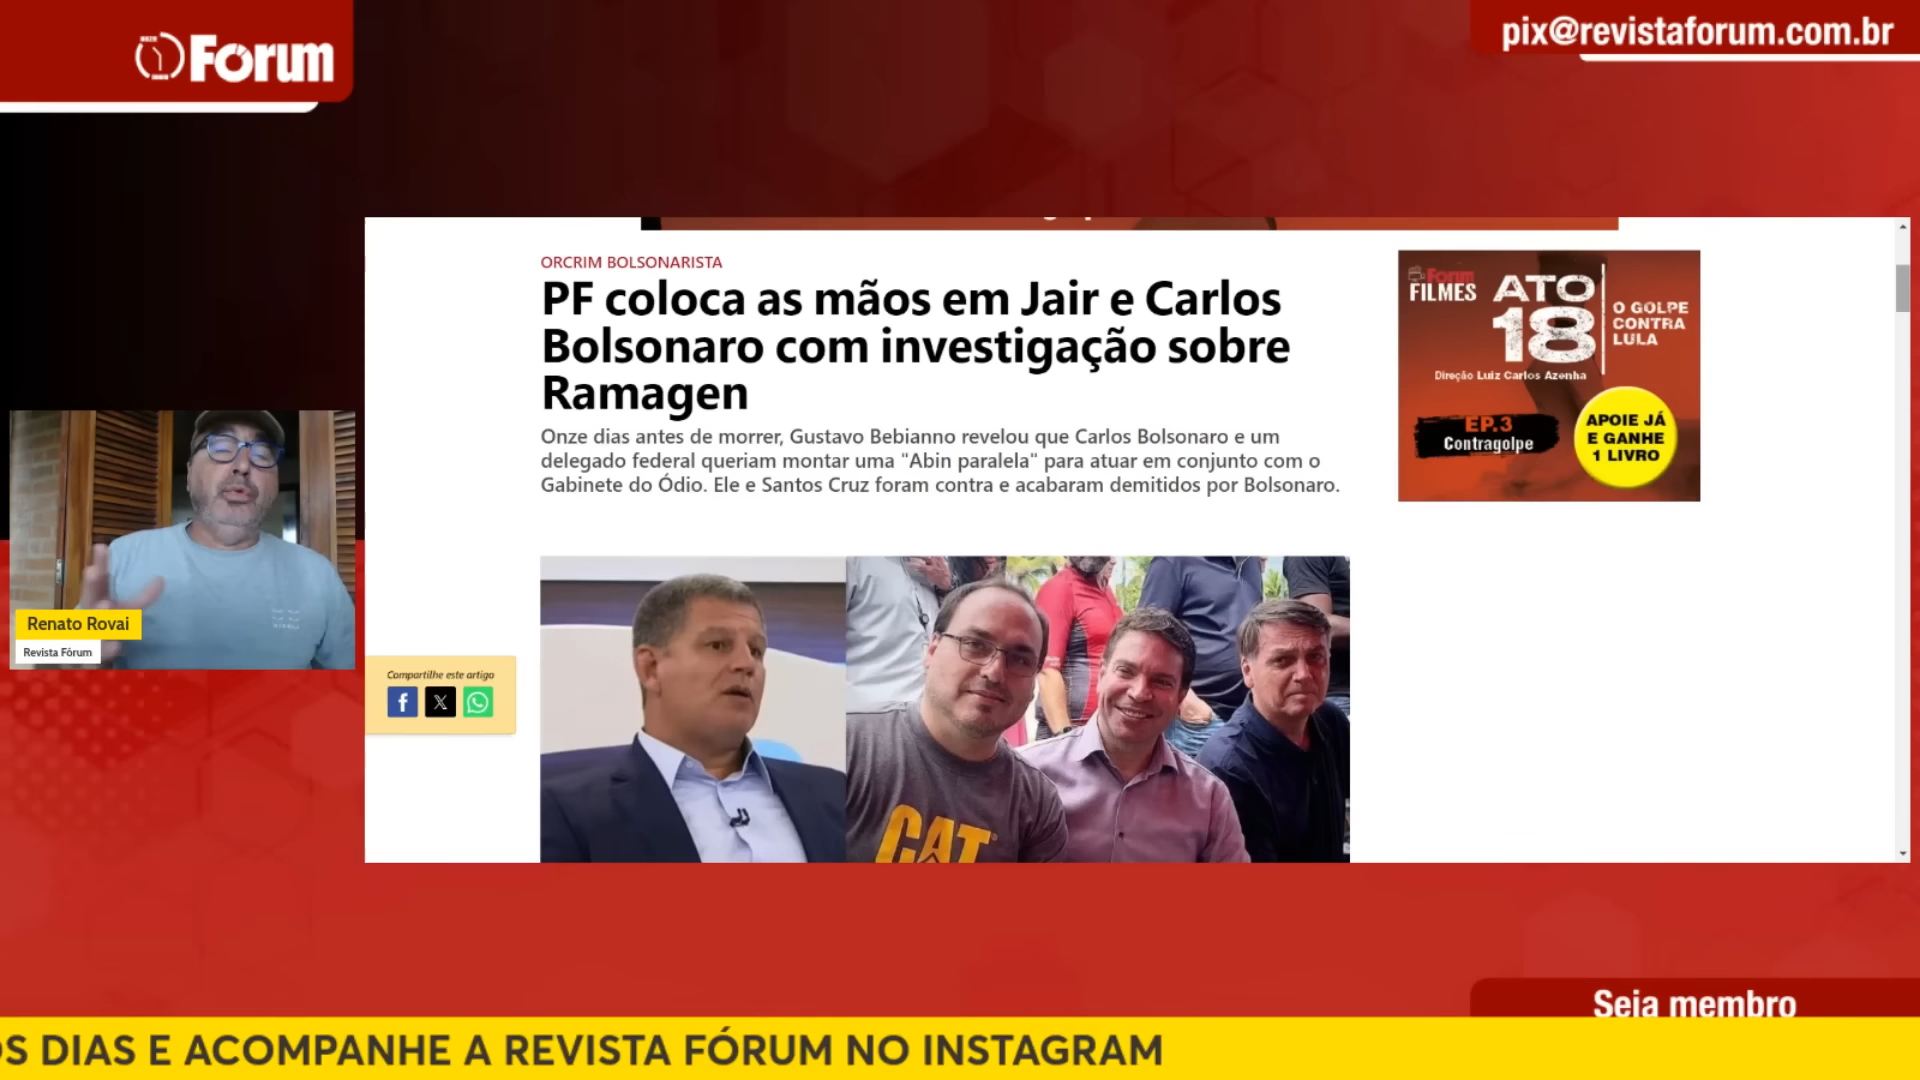 Forum
pix@revistaforum.com.br
ORCRIM BOLSONARISTA
PF coloca as mãos em Jair e Carlos
Bolsonaro com investigação sobre
Ramagen
Onze dias antes de morrer, Gustavo Bebianno revelou que Carlos Bolsonaro e um
delegado federal queriam montar uma "Abin paralela" para atuar em conjunto com o
Gabinete do Ódio. Ele e Santos Cruz foram contra e acabaram demitidos por Bolsonaro.
Forum
FILMES
ATO
18
O GOLPE
CONTRA
LULA
Direção Luiz Carlos Azenha
EP.3
Contragolpe
APOIE JÁ
E GANHE
1 LIVRO
Renato Rovai
Revista Fórum
Compartilhe este artigo
CAT
Seja membro
OS DIAS E ACOMPANHE A REVISTA FÓRUM NO INSTAGRAM